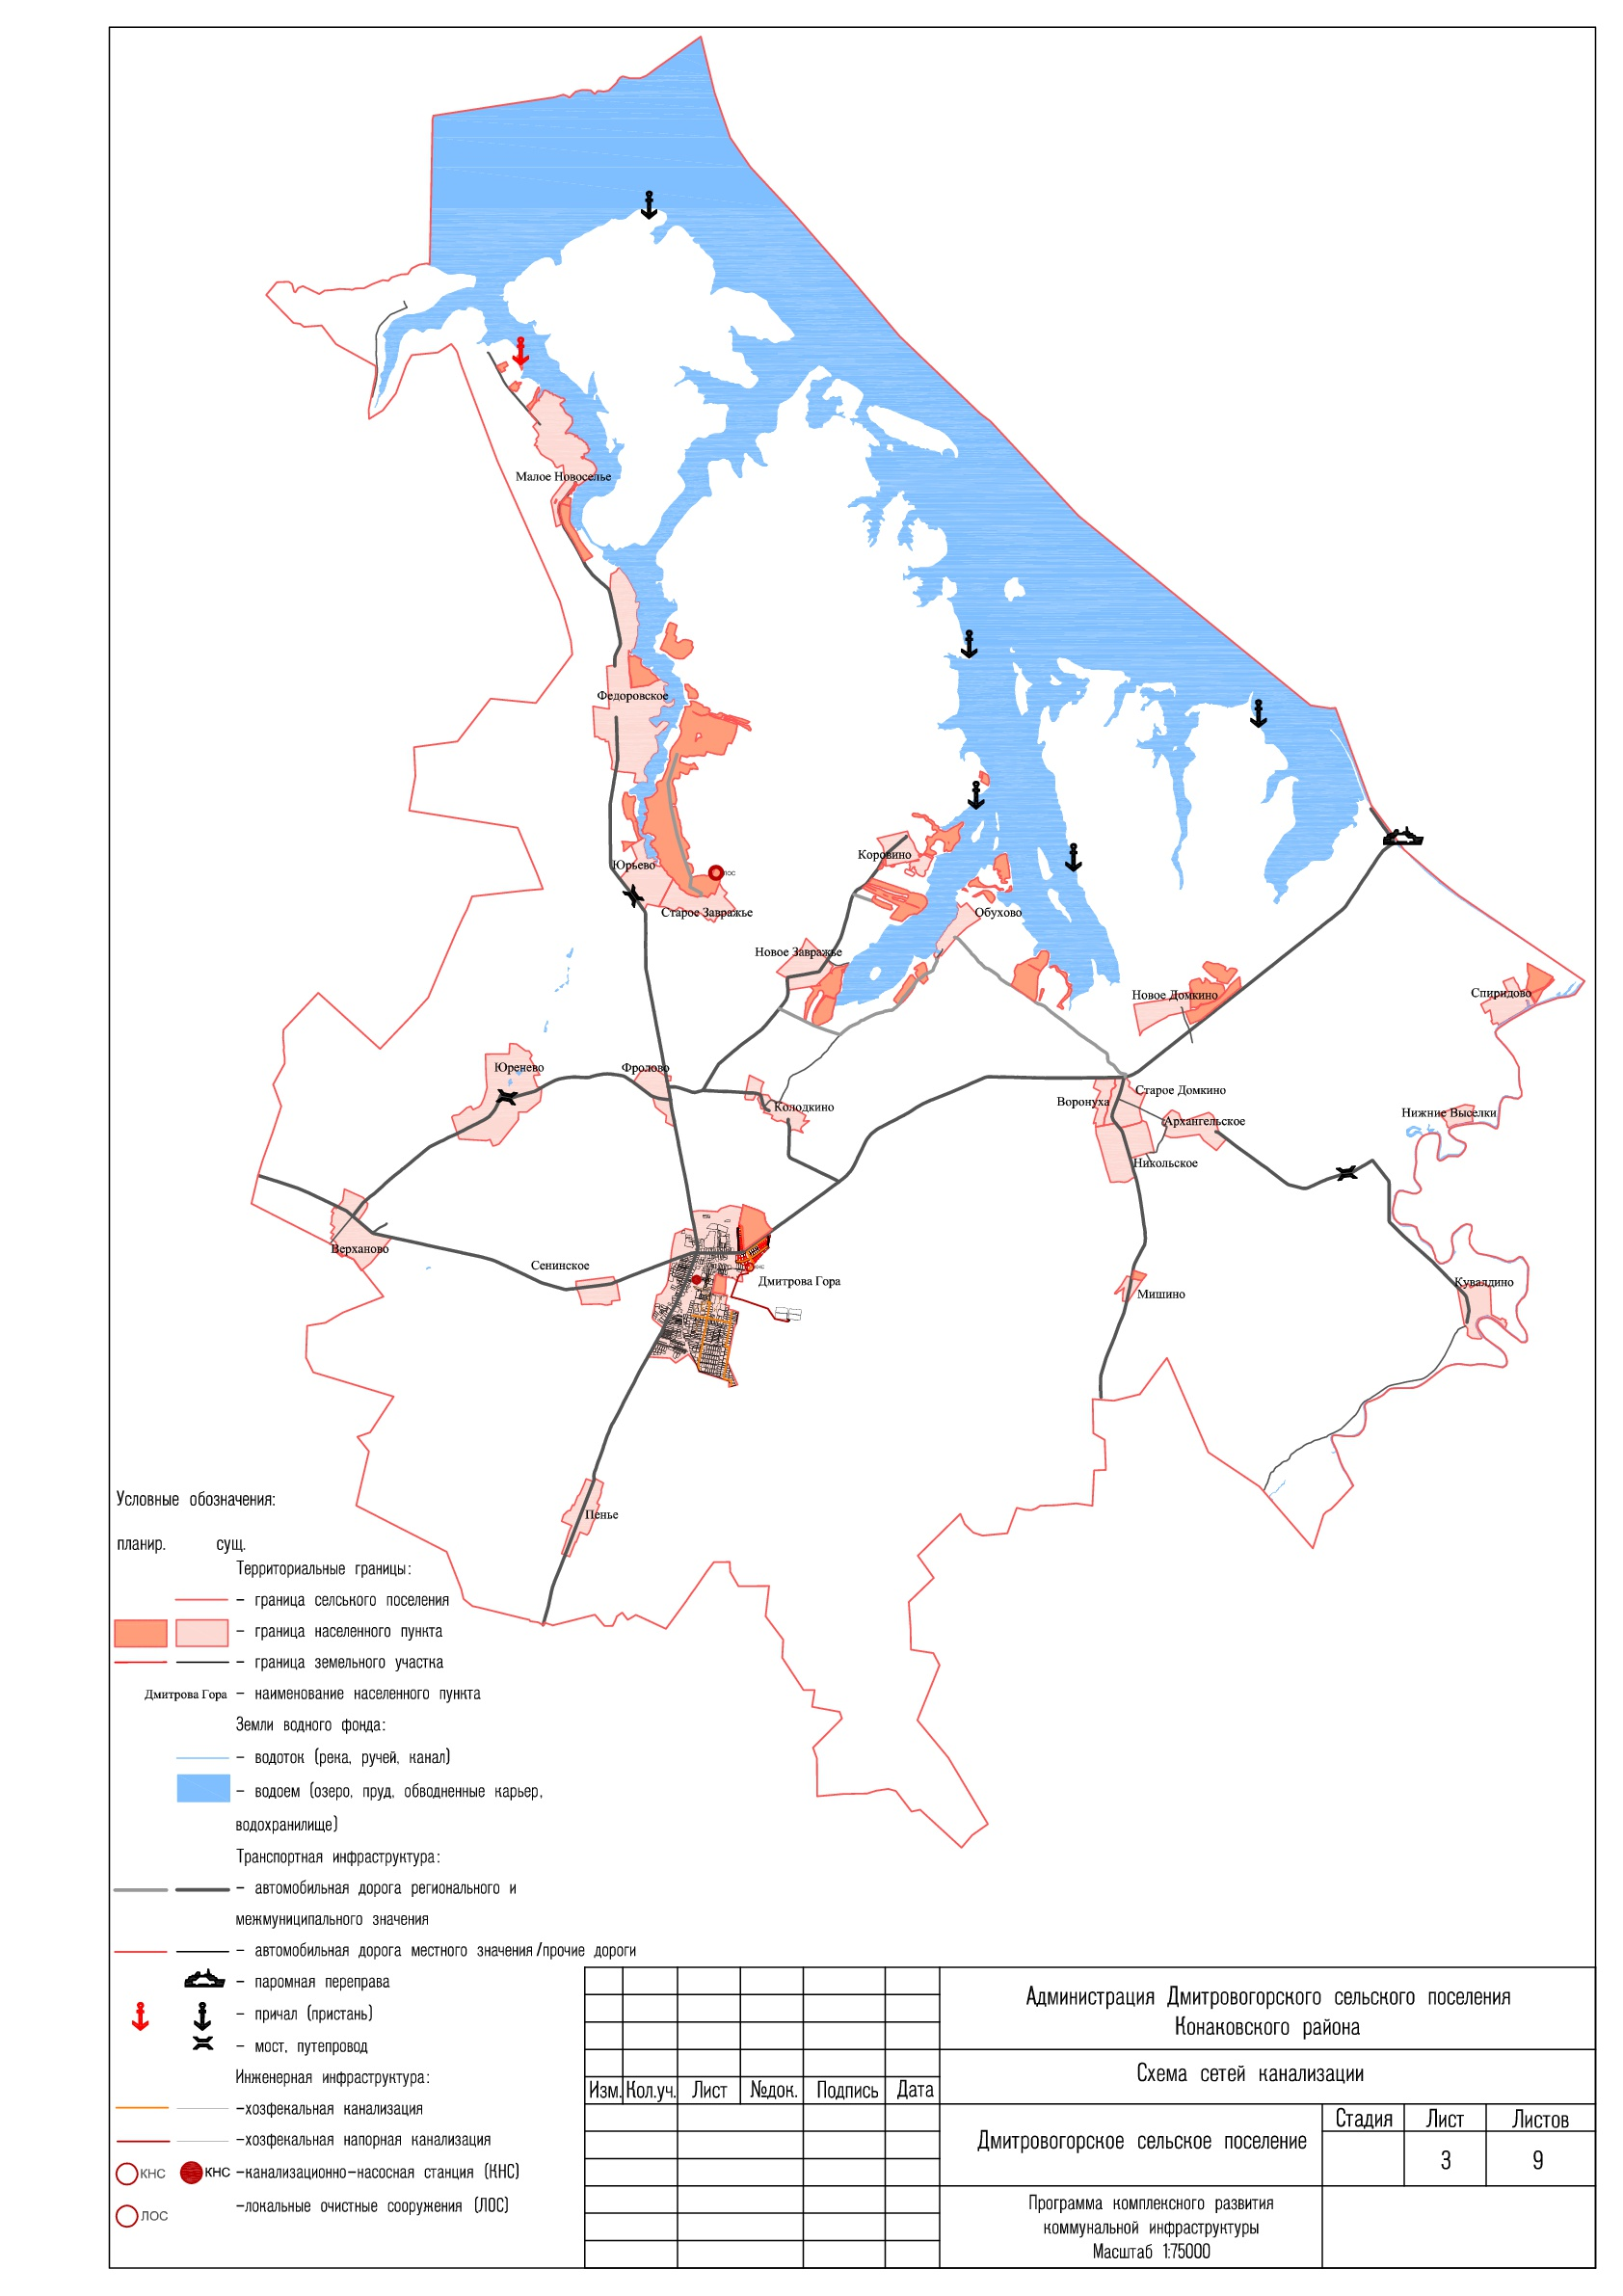 Малое Новоселье
Федоровское
Юрьево
ЛОС
Старое Завражье
Коровино
Обухово
Новое Завражье
Новое Домкино
Спиридово
Юренево
Фролово
Колодкино
Старое Домкино
Воронуха
Архангельское
Нижние Выселки
Никольское
Верханово
Сенинское
КНС
Дмитрова Гора
Мишино
Кувалдино
Пенье
Условные обозначения:
планир. сущ.
Территориальные границы:
– граница селського поселения
– граница населенного пункта
– граница земельного участка
Дмитрова Гора – наименование населенного пункта
Земли водного фонда:
– водоток (река, ручей, канал)
– водоем (озеро, пруд, обводненные карьер,
водохранилище)
Транспортная инфраструктура:
– автомобильная дорога регионального и
межмуниципального значения
– автомобильная дорога местного значения/прочие дороги
– паромная переправа
– причал (пристань)
– мост, путепровод
Инженерная инфраструктура:
–хозфекальная канализация
–хозфекальная напорная канализация
КНС КНС –канализационно-насосная станция (КНС)
ЛОС –локальные очистные сооружения (ЛОС)
Администрация Дмитровогорского сельского поселения
Конаковского района
Схема сетей канализации
Изм. Кол.уч. Лист №док. Подпись Дата
Дмитровогорское сельское поселение
Стадия Лист Листов
3 9
Программа комплексного развития
коммунальной инфраструктуры
Масштаб 1:75000